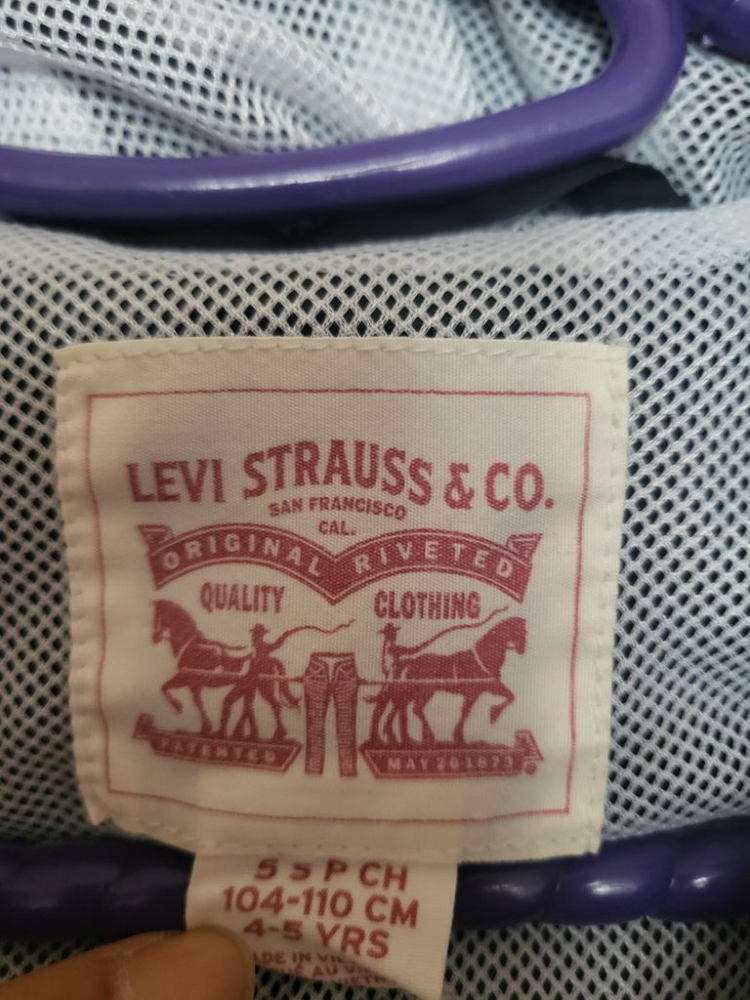 LEVI STRAUSS & CO.
SAN FRANCISCO
CAL.
ORIGINAL RIVETED
QUALITY CLOTHING
PATENTED MAY 20 1873
5 S P CH
104-110 CM
4-5 YRS